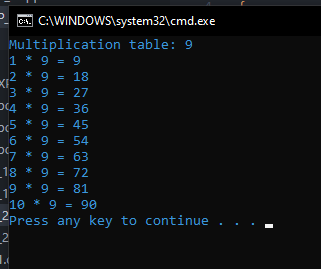 C:\WINDOWS\system32\cmd.exe
Multiplication table: 9
1 * 9 = 9
2 * 9 = 18
3 * 9 = 27
4 * 9 = 36
5 * 9 = 45
6 * 9 = 54
7 * 9 = 63
8 * 9 = 72
9 * 9 = 81
10 * 9 = 90
Press any key to continue . . .